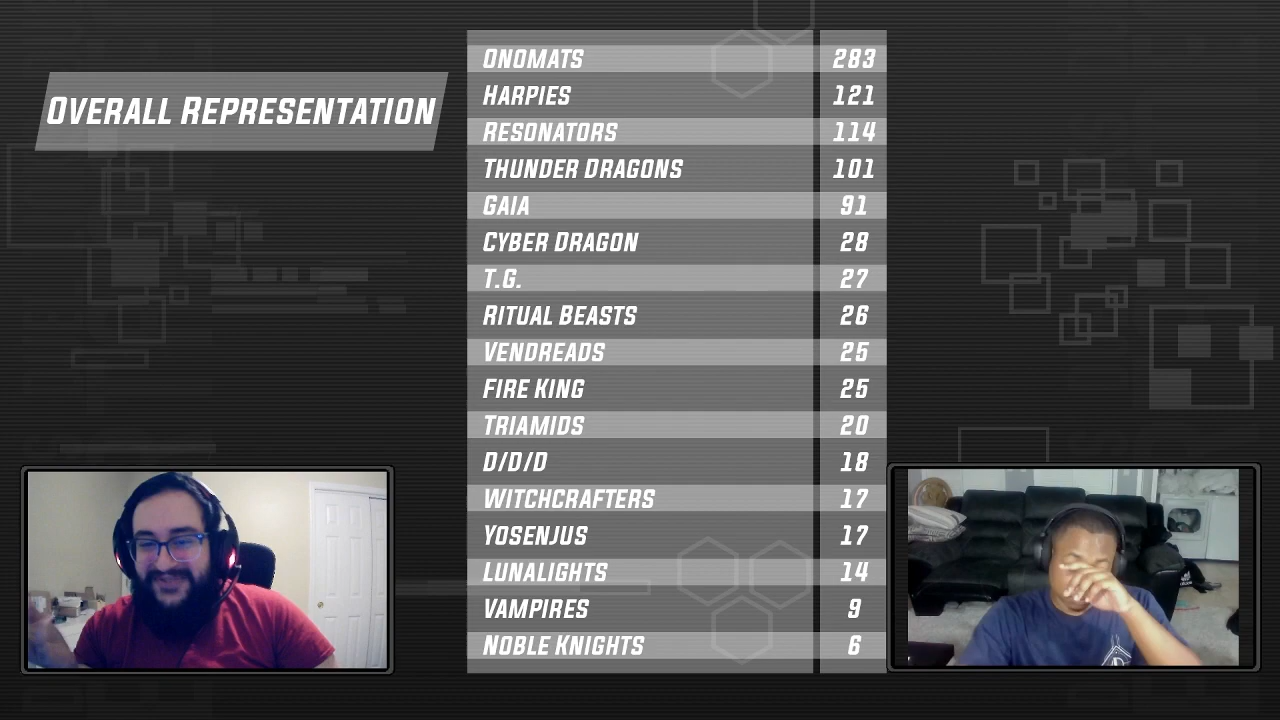 OVERALL REPRESENTATION
ONOMATS 283
HARPIES 121
RESONATORS 114
THUNDER DRAGONS 101
GAIA 91
CYBER DRAGON 28
T.G. 27
RITUAL BEASTS 26
VENDREADS 25
FIRE KING 25
TRIAMIDS 20
D/D/D 18
WITCHCRAFTERS 17
YOSENJUS 17
LUNALIGHTS 14
VAMPIRES 9
NOBLE KNIGHTS 6